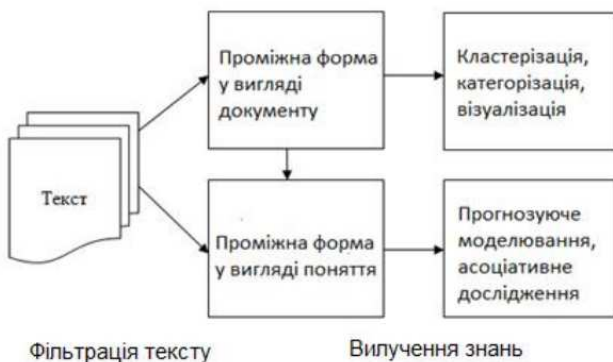 Проміжна форма
у вигляді
документу
Кластерізація,
категорізація,
візуалізація
Текст
Проміжна форма
у вигляді поняття
Прогнозуюче
моделювання,
асоціативне
дослідження
Фільтрація тексту
Вилучення знань